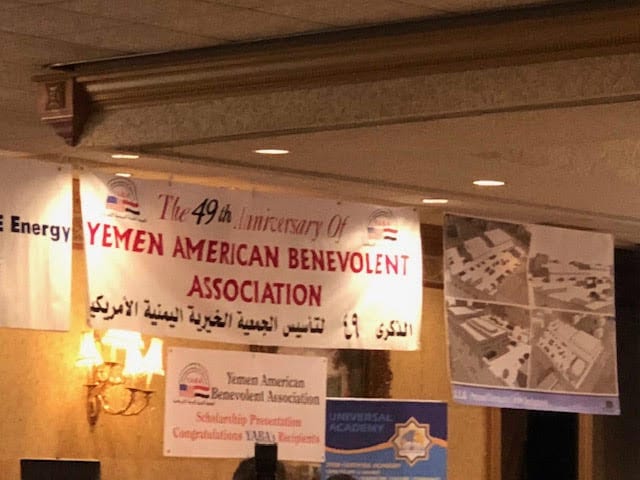 E Energy
The 49th Anniversary Of
YEMEN AMERICAN BENEVOLENT
ASSOCIATION
الذكرى ٤٩ لتأسيس الجمعية الخيرية اليمنية الأمريكية
Yemen American
Benevolent Association
Scholarship Presentation
Congratulations YABA's Recipients
UNIVERSAL
ACADEMY